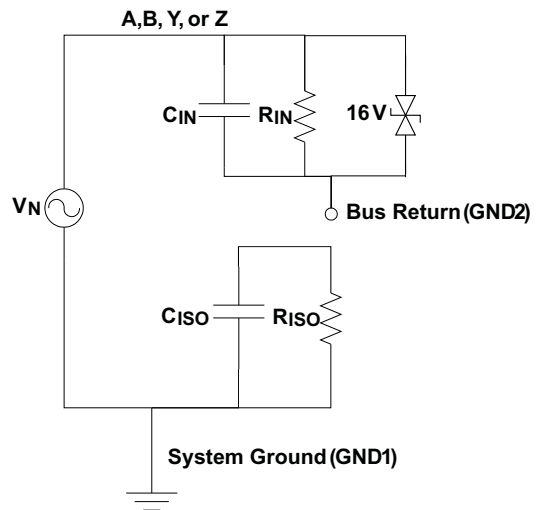 A,B, Y, or Z
CIN
RIN
16 V
VN
Bus Return (GND2)
CISO
RISO
System Ground (GND1)